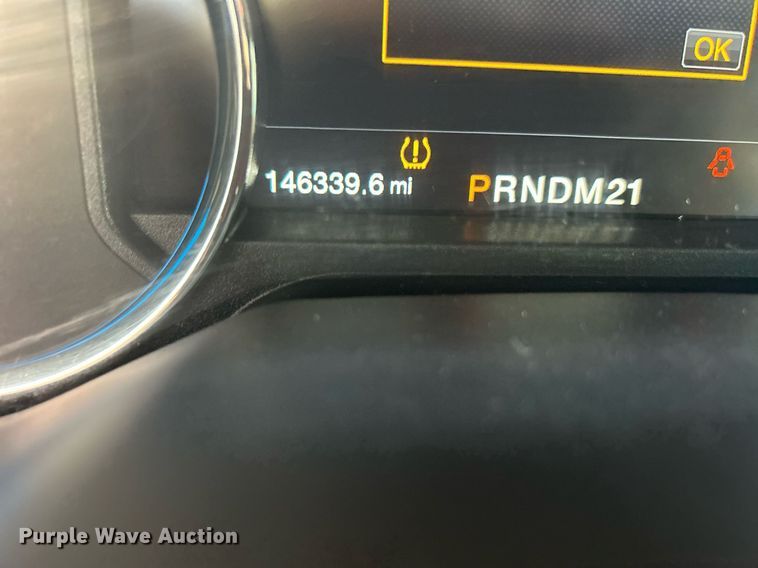 OK
146339.6 mi
PRNDM21
Purple Wave Auction